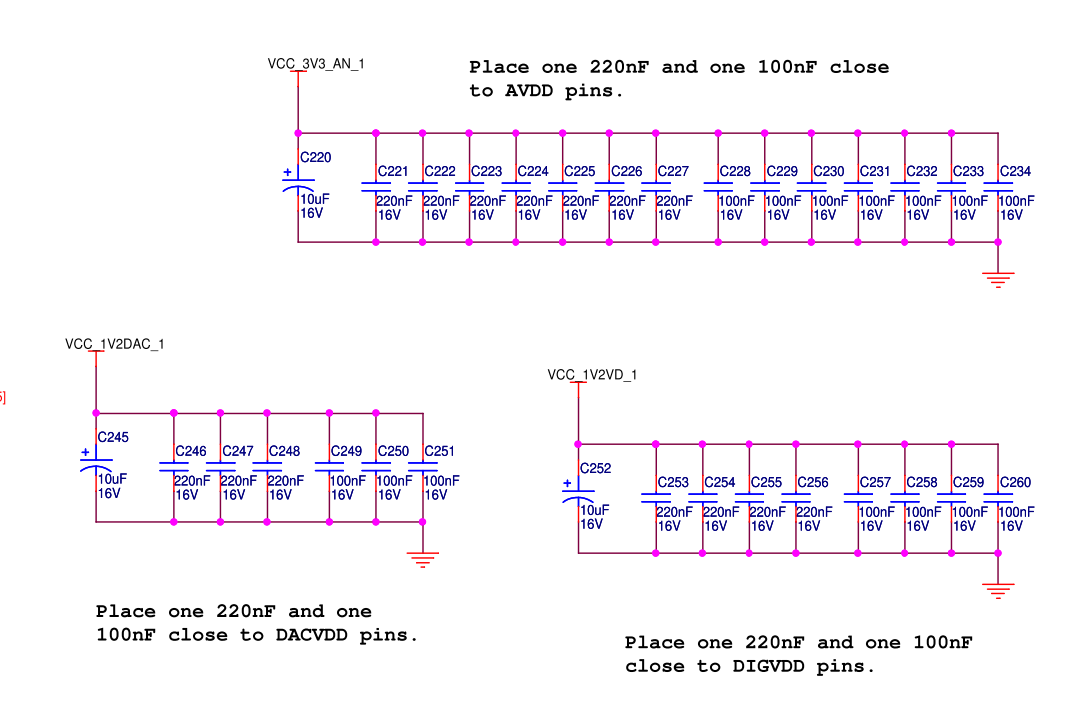 VCC_3V3_AN_1
Place one 220nF and one 100nF close
to AVDD pins.
C220
+
10uF
16V
C221 C222 C223 C224 C225 C226 C227 C228 C229 C230 C231 C232 C233 C234
220nF 220nF 220nF 220nF 220nF 220nF 220nF 100nF 100nF 100nF 100nF 100nF 100nF 100nF
16V 16V 16V 16V 16V 16V 16V 16V 16V 16V 16V 16V 16V 16V
VCC_1V2DAC_1
C245
+
10uF
16V
C246 C247 C248 C249 C250 C251
220nF 220nF 220nF 100nF 100nF 100nF
16V 16V 16V 16V 16V 16V
Place one 220nF and one
100nF close to DACVDD pins.
VCC_1V2VD_1
C252
+
10uF
16V
C253 C254 C255 C256 C257 C258 C259 C260
220nF 220nF 220nF 220nF 100nF 100nF 100nF 100nF
16V 16V 16V 16V 16V 16V 16V 16V
Place one 220nF and one 100nF
close to DIGVDD pins.